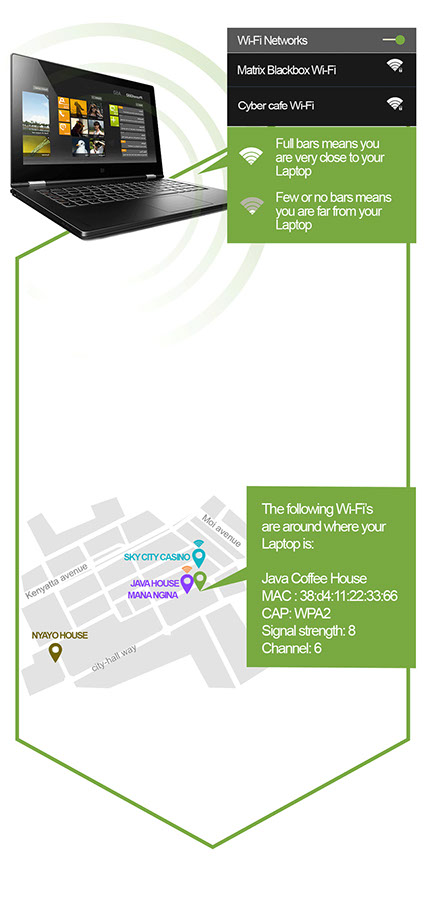 Wi-Fi Networks
Matrix Blackbox Wi-Fi
Cyber cafe Wi-Fi
Full bars means you
are very close to your
Laptop
Few or no bars means
you are far from your
Laptop
The following Wi-Fi's
are around where your
Laptop is:
Java Coffee House
MAC : 38:d4:11:22:33:66
CAP: WPA2
Signal strength: 8
Channel: 6
Moi avenue
SKY CITY CASINO
Kenyatta avenue
JAVA HOUSE
MANA NGINA
NYAYO HOUSE
city-hall way